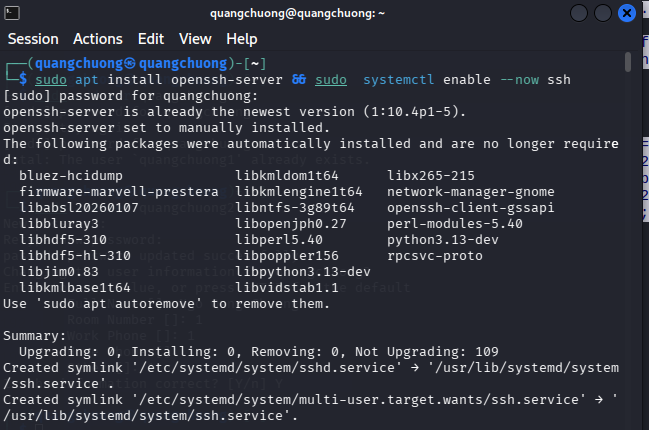 quangchuong@quangchuong: ~
Session Actions Edit View Help
┌──(quangchuong㉿quangchuong)-[~]
└─$ sudo apt install openssh-server && sudo  systemctl enable --now ssh
[sudo] password for quangchuong:
openssh-server is already the newest version (1:10.4p1-5).
openssh-server set to manually installed.
The following packages were automatically installed and are no longer require
d:
bluez-hcidump libkmldom1t64 libx265-215
firmware-marvell-prestera libkmlengine1t64 network-manager-gnome
libabsl20260107 libntfs-3g89t64 openssh-client-gssapi
libbluray3 libopenjph0.27 perl-modules-5.40
libhdf5-310 libperl5.40 python3.13-dev
libhdf5-hl-310 libpoppler156 rpcsvc-proto
libjim0.83 libpython3.13-dev
libkmlbase1t64 libvidstab1.1
Use 'sudo apt autoremove' to remove them.
Summary:
Upgrading: 0, Installing: 0, Removing: 0, Not Upgrading: 109
Created symlink '/etc/systemd/system/sshd.service' → '/usr/lib/systemd/system
/ssh.service'.
Created symlink '/etc/systemd/system/multi-user.target.wants/ssh.service' → '
/usr/lib/systemd/system/ssh.service'.